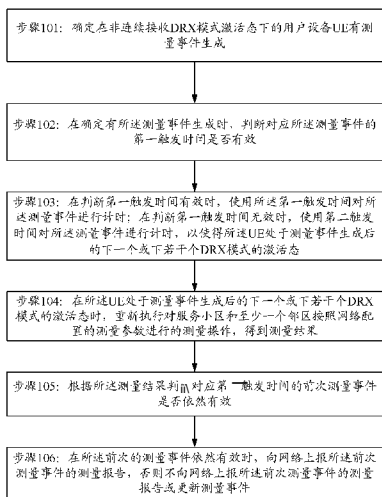 步骤101：确定在非连续接收DRX模式激活态下的用户设备UE有测
量事件生成
步骤102：在确定有所述测量事件生成时，判断对应所述测量事件的
第一触发时间是否有效
步骤103：在判断第一触发时间有效时，使用所述第一触发时间对所
述测量事件进行计时；在判断第一触发时间无效时，使用第二触发
时间对所述测量事件进行计时，以使得所述UE处于测量事件生成后
的下一个或下若干个DRX模式的激活态
步骤104：在所述UE处于测量事件生成后的下一个或下若干个DRX
模式的激活态时，重新执行对服务小区和至少一个邻区按照网络配
置的测量参数进行的测量操作，得到测量结果
步骤105：根据所述测量结果判 对应第一触发时间的前次测量事件
是否依然有效
步骤106：在所述前次的测量事件依然有效时，向网络上报所述前次
测量事件的测量报告，否则不向网络上报所述前次测量事件的测量
报告或更新测量事件